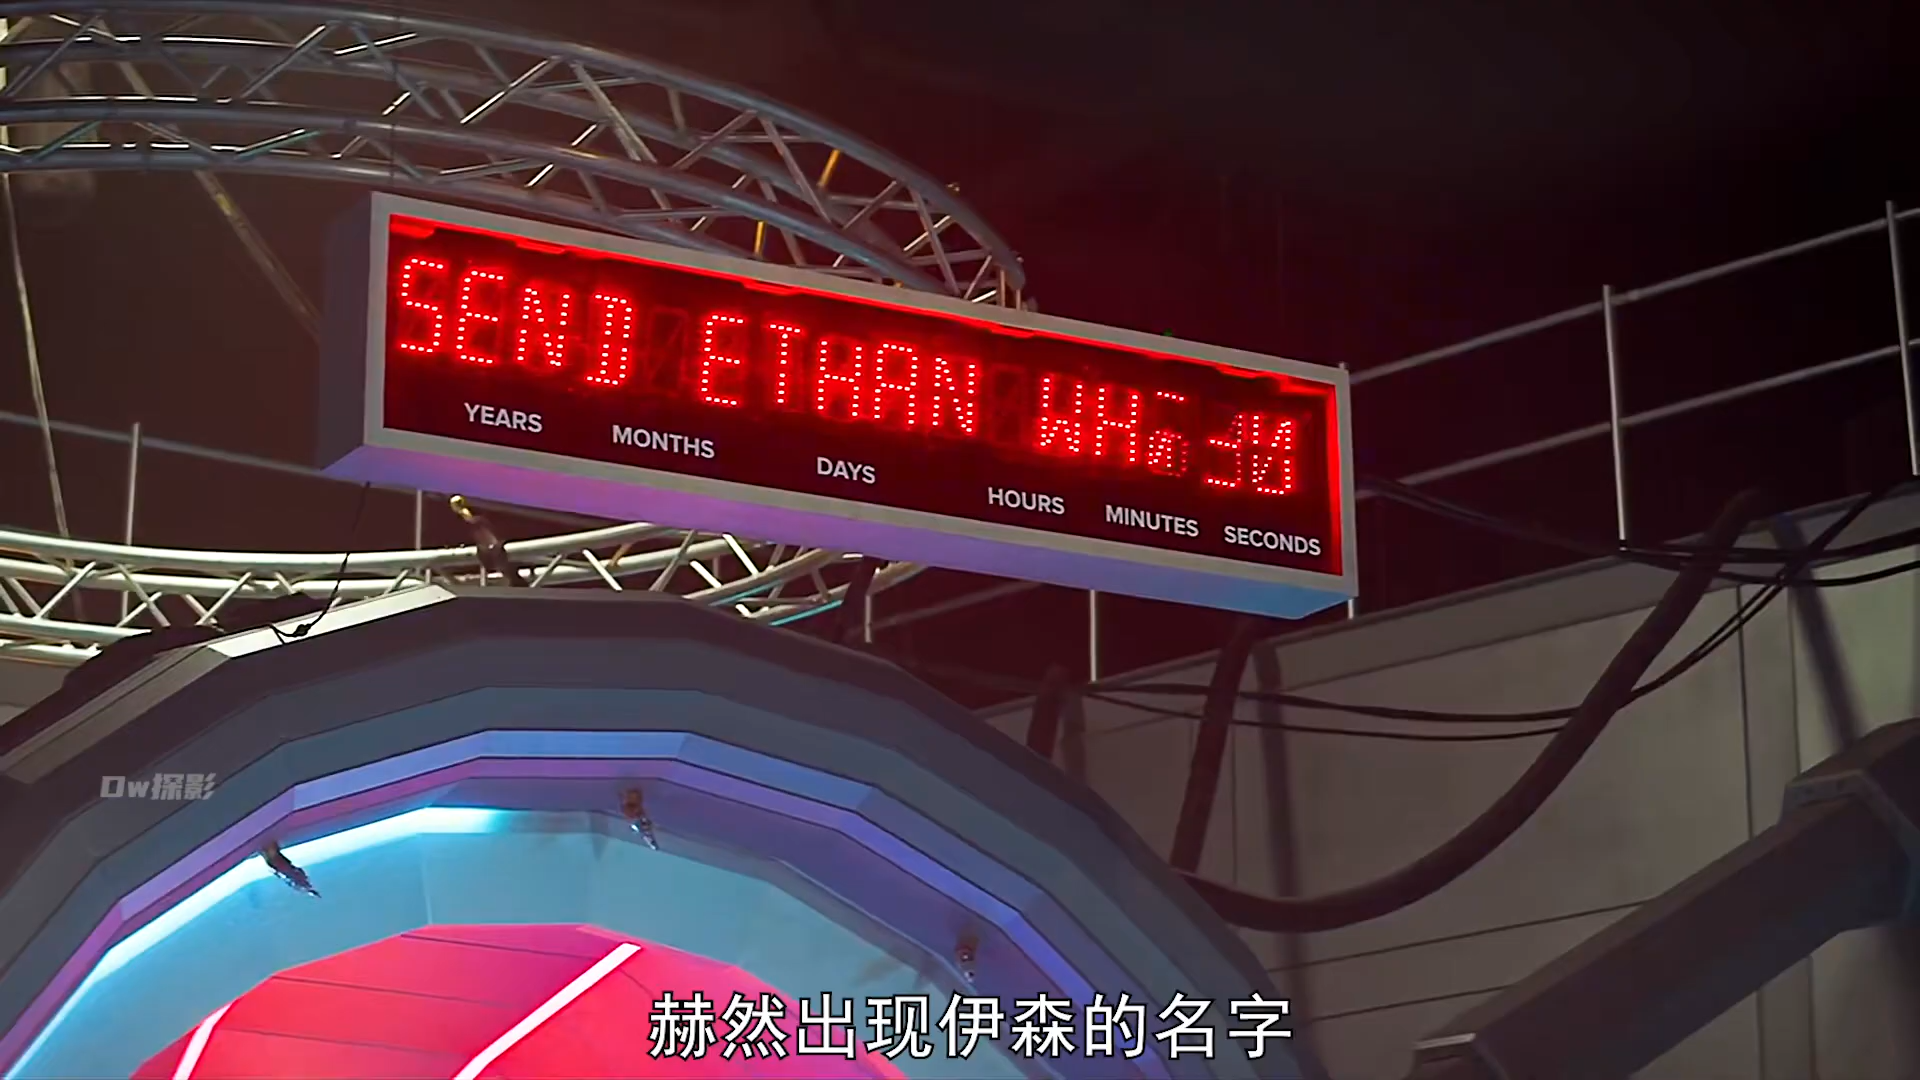 SEND ETHAN
YEARS MONTHS DAYS HOURS MINUTES SECONDS
Dw探影
赫然出现伊森的名字